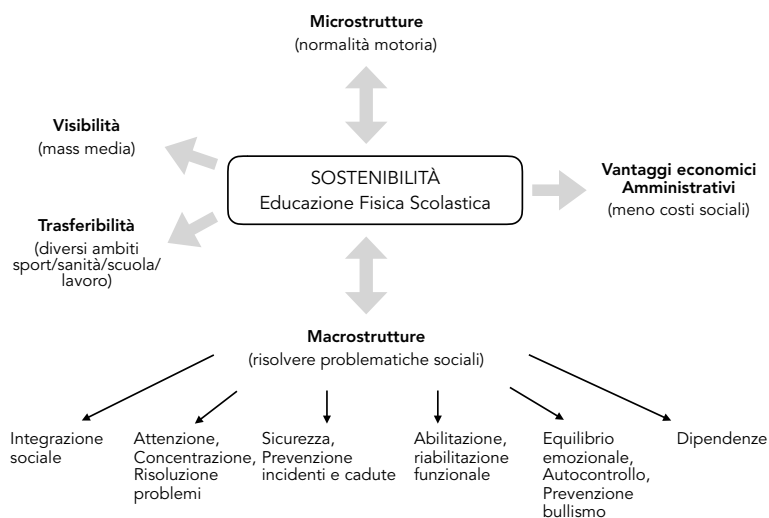 Microstrutture
(normalità motoria)
Visibilità
(mass media)
SOSTENIBILITÀ
Educazione Fisica Scolastica
Vantaggi economici
Amministrativi
(meno costi sociali)
Trasferibilità
(diversi ambiti
sport/sanità/scuola/
lavoro)
Macrostrutture
(risolvere problematiche sociali)
Integrazione
sociale
Attenzione,
Concentrazione,
Risoluzione
problemi
Sicurezza,
Prevenzione
incidenti e cadute
Abilitazione,
riabilitazione
funzionale
Equilibrio
emozionale,
Autocontrollo,
Prevenzione
bullismo
Dipendenze